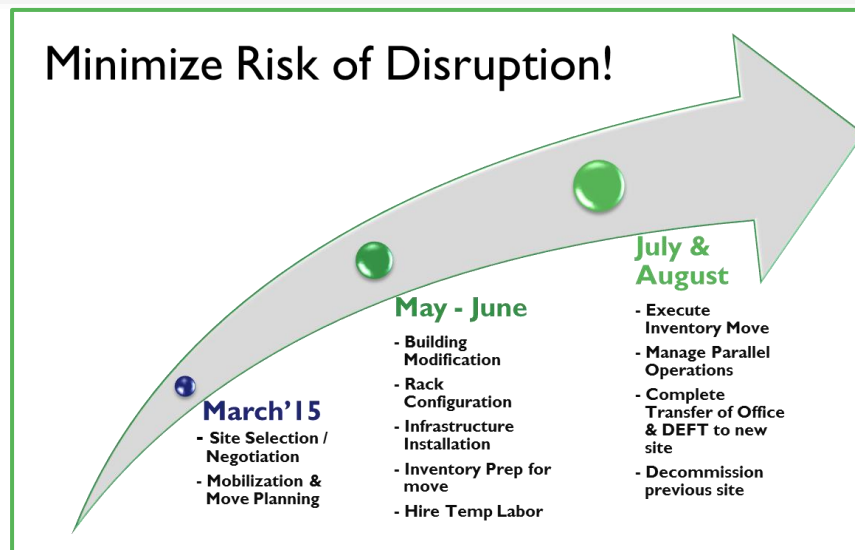 Minimize Risk of Disruption!
March'15
- Site Selection /
Negotiation
- Mobilization &
Move Planning
May - June
- Building
Modification
- Rack
Configuration
- Infrastructure
Installation
- Inventory Prep for
move
- Hire Temp Labor
July &
August
- Execute
Inventory Move
- Manage Parallel
Operations
- Complete
Transfer of Office
& DEFT to new
site
- Decommission
previous site